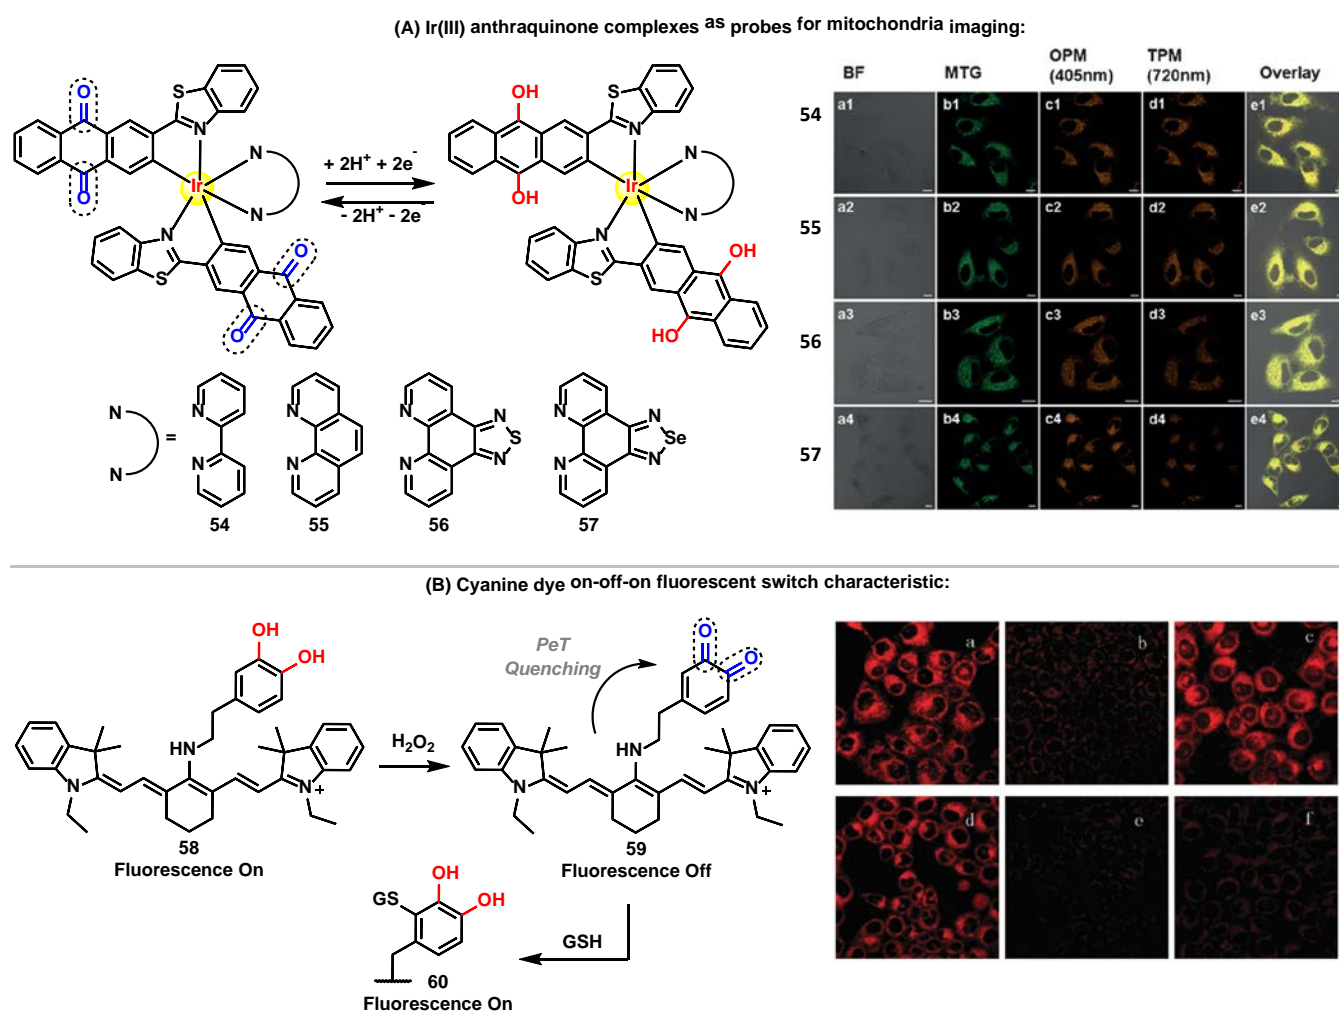 (A) Ir(III) anthraquinone complexes as probes for mitochondria imaging:
BF MTG OPM (405nm) TPM (720nm) Overlay
O
S
N
N
Ir
N
O
N
S
O
O
+ 2H+ + 2e-
- 2H+ - 2e-
OH
S
N
N
Ir
N
OH
N
S
OH
HO
54
a1 b1 c1 d1 e1
55
a2 b2 c2 d2 e2
56
a3 b3 c3 d3 e3
57
a4 b4 c4 d4 e4
N
N
=
N
N
54
N
N
55
N
N
N
S
N
56
N
N
N
Se
N
57
(B) Cyanine dye on-off-on fluorescent switch characteristic:
OH
OH
HN
N
N
+
58
Fluorescence On
H2O2
PeT
Quenching
O
O
HN
N
N
+
59
Fluorescence Off
GSH
OH
GS
OH
60
Fluorescence On
a b c
d e f